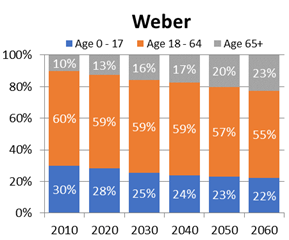 Weber
Age 0 - 17 Age 18 - 64 Age 65+
100%
80%
60%
40%
20%
0%
10% 13% 16% 17% 20% 23%
60% 59% 59% 59% 57% 55%
30% 28% 25% 24% 23% 22%
2010 2020 2030 2040 2050 2060